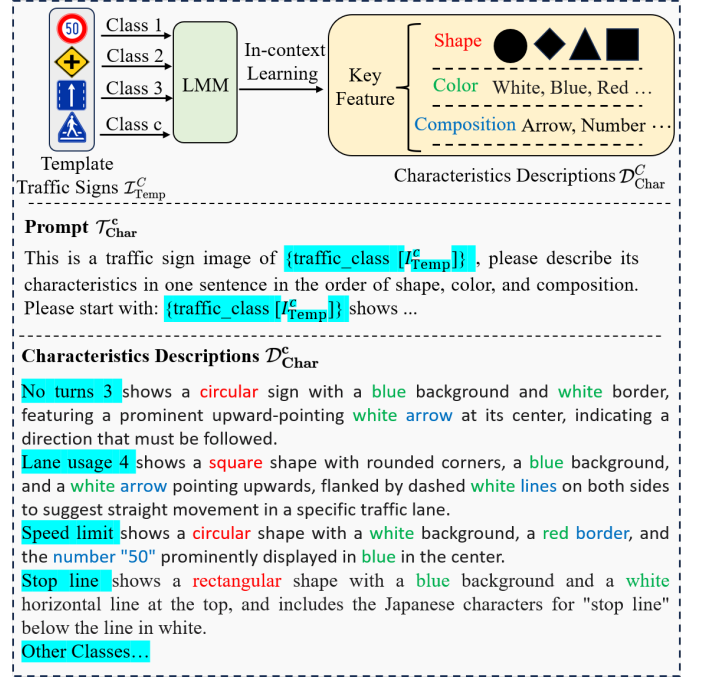 50
Class 1
Class 2
Class 3
Class c
LMM
In-context
Learning
Key
Feature
Shape
Color White, Blue, Red ...
Composition Arrow, Number ...
Template
Traffic Signs 𝓘ᶜ_Temp
Characteristics Descriptions 𝓓ᶜ_Char
Prompt 𝓣ᶜ_Char
This is a traffic sign image of {traffic_class [Iᶜ_Temp]} , please describe its
characteristics in one sentence in the order of shape, color, and composition.
Please start with: {traffic_class [Iᶜ_Temp]} shows ...
Characteristics Descriptions 𝓓ᶜ_Char
No turns 3 shows a circular sign with a blue background and white border,
featuring a prominent upward-pointing white arrow at its center, indicating a
direction that must be followed.
Lane usage 4 shows a square shape with rounded corners, a blue background,
and a white arrow pointing upwards, flanked by dashed white lines on both sides
to suggest straight movement in a specific traffic lane.
Speed limit shows a circular shape with a white background, a red border, and
the number "50" prominently displayed in blue in the center.
Stop line shows a rectangular shape with a blue background and a white
horizontal line at the top, and includes the Japanese characters for "stop line"
below the line in white.
Other Classes…